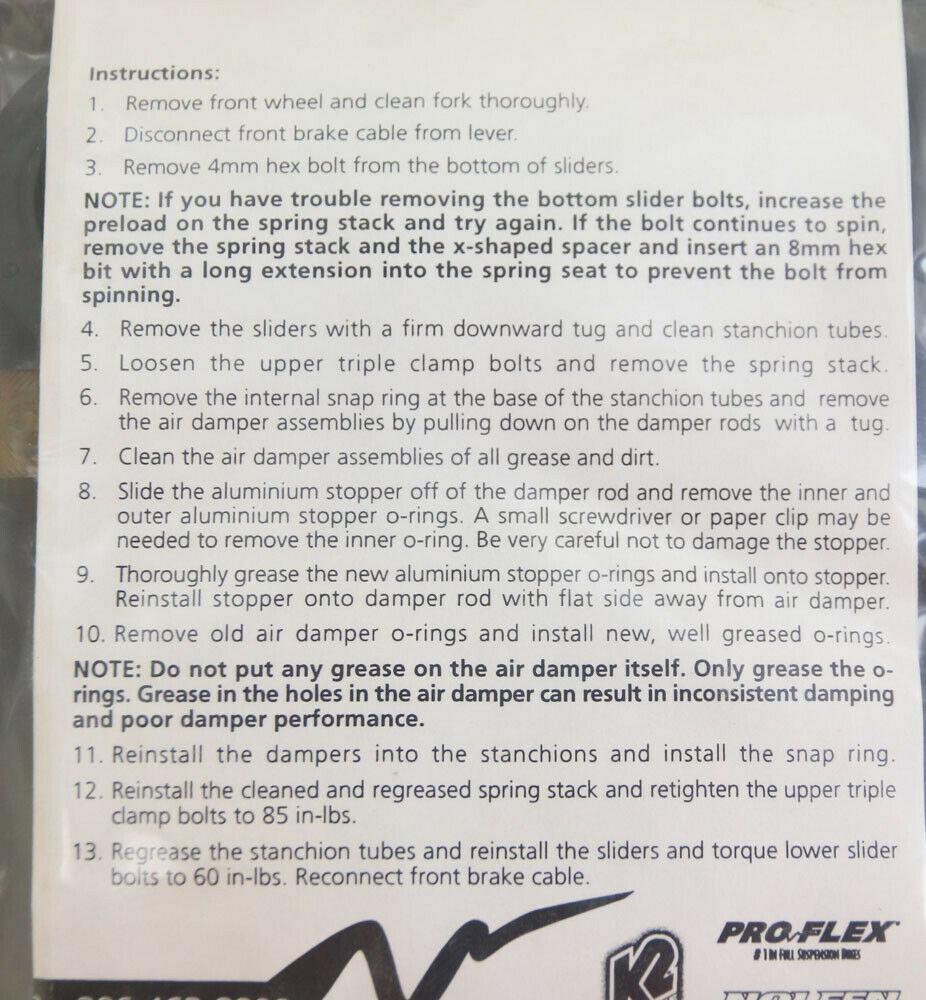 Instructions:
1. Remove front wheel and clean fork thoroughly.
2. Disconnect front brake cable from lever.
3. Remove 4mm hex bolt from the bottom of sliders.
NOTE: If you have trouble removing the bottom slider bolts, increase the
preload on the spring stack and try again. If the bolt continues to spin,
remove the spring stack and the x-shaped spacer and insert an 8mm hex
bit with a long extension into the spring seat to prevent the bolt from
spinning.
4. Remove the sliders with a firm downward tug and clean stanchion tubes.
5. Loosen the upper triple clamp bolts and remove the spring stack.
6. Remove the internal snap ring at the base of the stanchion tubes and remove
the air damper assemblies by pulling down on the damper rods with a tug.
7. Clean the air damper assemblies of all grease and dirt.
8. Slide the aluminium stopper off of the damper rod and remove the inner and
outer aluminium stopper o-rings. A small screwdriver or paper clip may be
needed to remove the inner o-ring. Be very careful not to damage the stopper.
9. Thoroughly grease the new aluminium stopper o-rings and install onto stopper.
Reinstall stopper onto damper rod with flat side away from air damper.
10. Remove old air damper o-rings and install new, well greased o-rings.
NOTE: Do not put any grease on the air damper itself. Only grease the o-
rings. Grease in the holes in the air damper can result in inconsistent damping
and poor damper performance.
11. Reinstall the dampers into the stanchions and install the snap ring.
12. Reinstall the cleaned and regreased spring stack and retighten the upper triple
clamp bolts to 85 in-lbs.
13. Regrease the stanchion tubes and reinstall the sliders and torque lower slider
bolts to 60 in-lbs. Reconnect front brake cable.
PRO-FLEX
#1 IN FULL SUSPENSION BIKES
K2